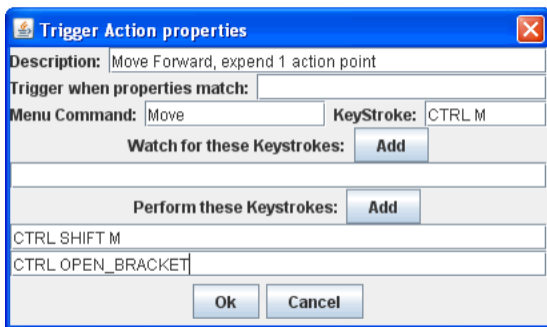 Trigger Action properties
Description: Move Forward, expend 1 action point
Trigger when properties match:
Menu Command: Move KeyStroke: CTRL M
Watch for these Keystrokes: Add
Perform these Keystrokes: Add
CTRL SHIFT M
CTRL OPEN_BRACKET
Ok Cancel